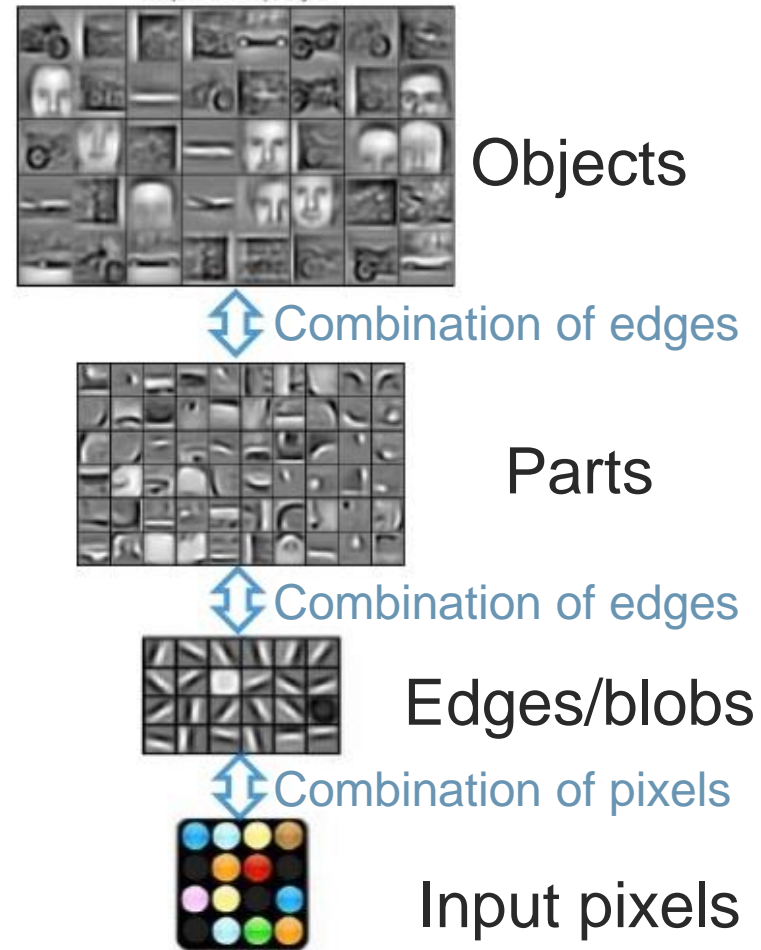 Objects
Combination of edges
Parts
Combination of edges
Edges/blobs
Combination of pixels
Input pixels